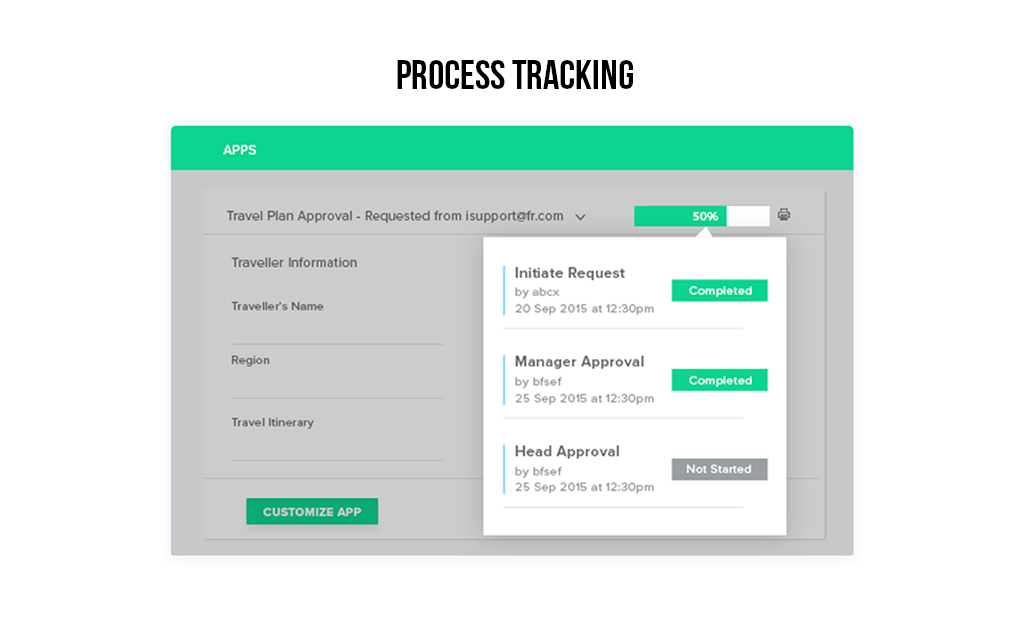 PROCESS TRACKING
APPS
Travel Plan Approval - Requested from isupport@fr.com
50%
Traveller Information
Traveller's Name
Region
Travel Itinerary
CUSTOMIZE APP
Initiate Request
by abcx
20 Sep 2015 at 12:30pm
Completed
Manager Approval
by bfsef
25 Sep 2015 at 12:30pm
Completed
Head Approval
by bfsef
25 Sep 2015 at 12:30pm
Not Started